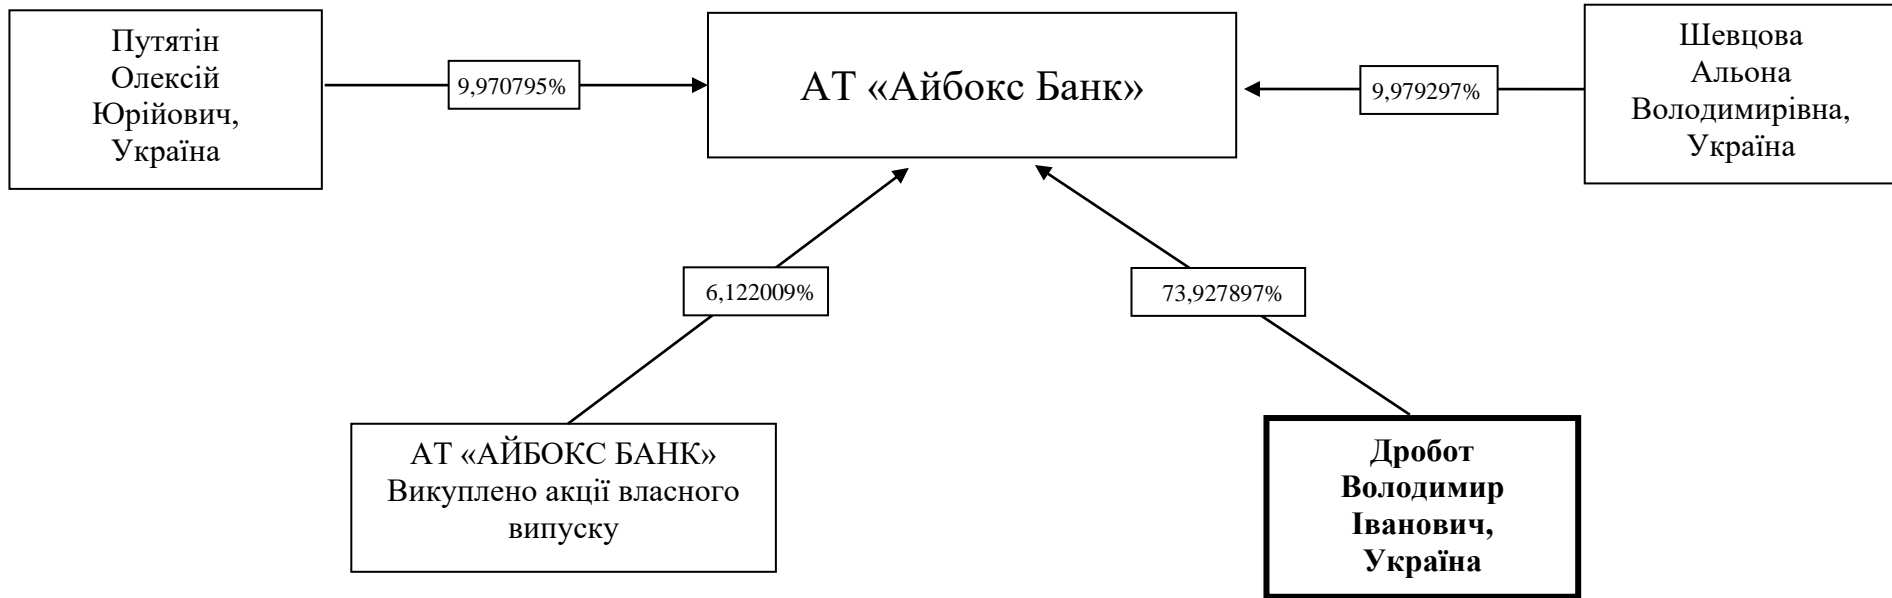 Путятін
Олексій
Юрійович,
Україна
9,970795%
АТ «Айбокс Банк»
9,979297%
Шевцова
Альона
Володимирівна,
Україна
6,122009%
73,927897%
АТ «АЙБОКС БАНК»
Викуплено акції власного
випуску
Дробот
Володимир
Іванович,
Україна